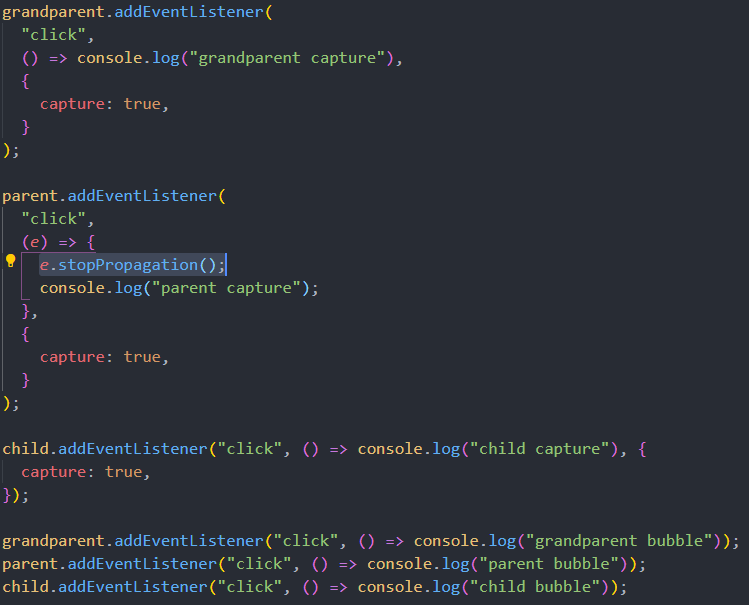 grandparent.addEventListener(
  "click",
  () => console.log("grandparent capture"),
  {
    capture: true,
  }
);

parent.addEventListener(
  "click",
  (e) => {
    e.stopPropagation();
    console.log("parent capture");
  },
  {
    capture: true,
  }
);

child.addEventListener("click", () => console.log("child capture"), {
  capture: true,
});

grandparent.addEventListener("click", () => console.log("grandparent bubble"));
parent.addEventListener("click", () => console.log("parent bubble"));
child.addEventListener("click", () => console.log("child bubble"));